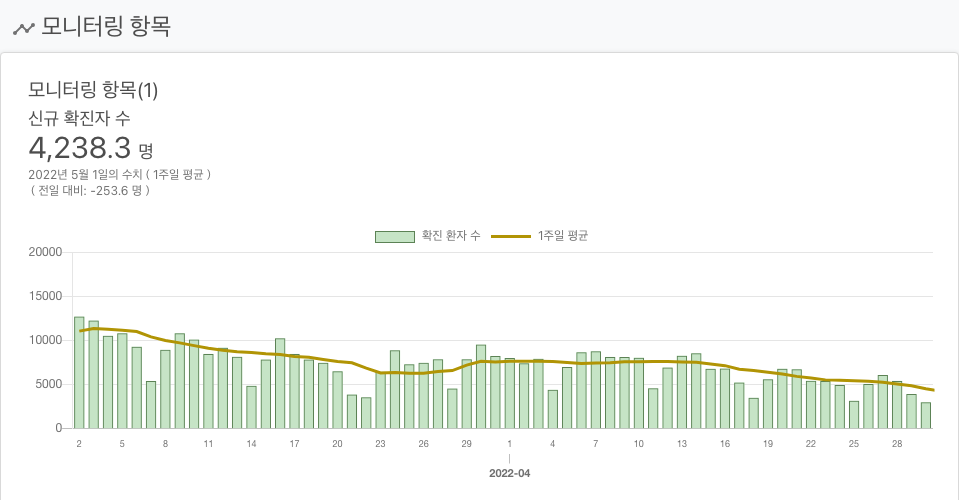 모니터링 항목
모니터링 항목(1)
신규 확진자 수
4,238.3 명
2022년 5월 1일의 수치 ( 1주일 평균 )
( 전일 대비: -253.6 명 )
확진 환자 수 1주일 평균
20000
15000
10000
5000
0
2 5 8 11 14 17 20 23 26 29 1 4 7 10 13 16 19 22 25 28
2022-04